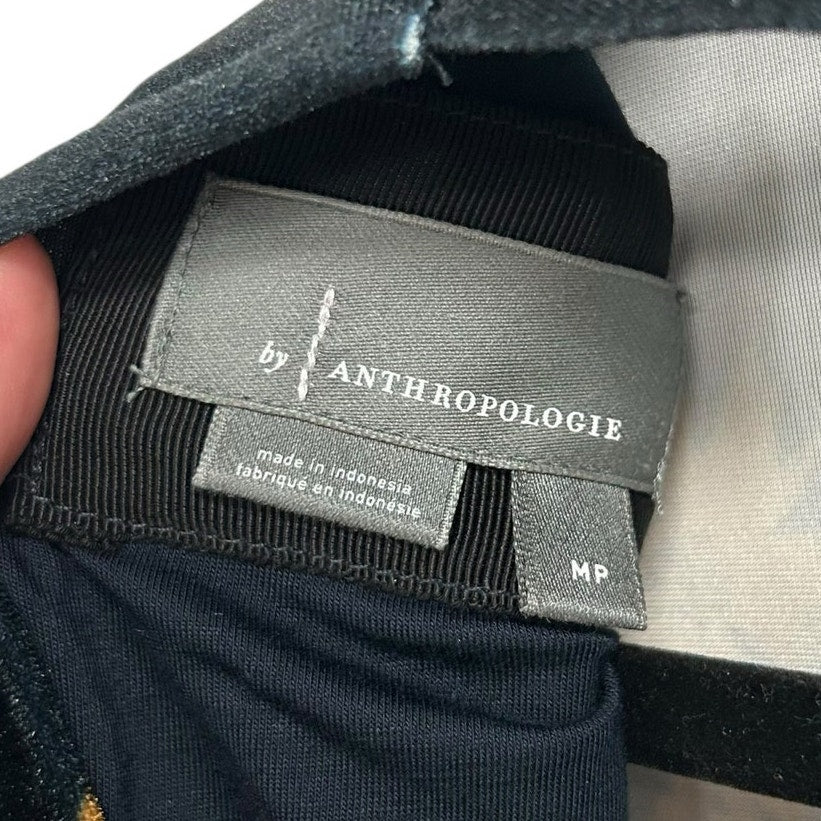 by ANTHROPOLOGIE
made in indonesia
fabriqué en indonésie
MP